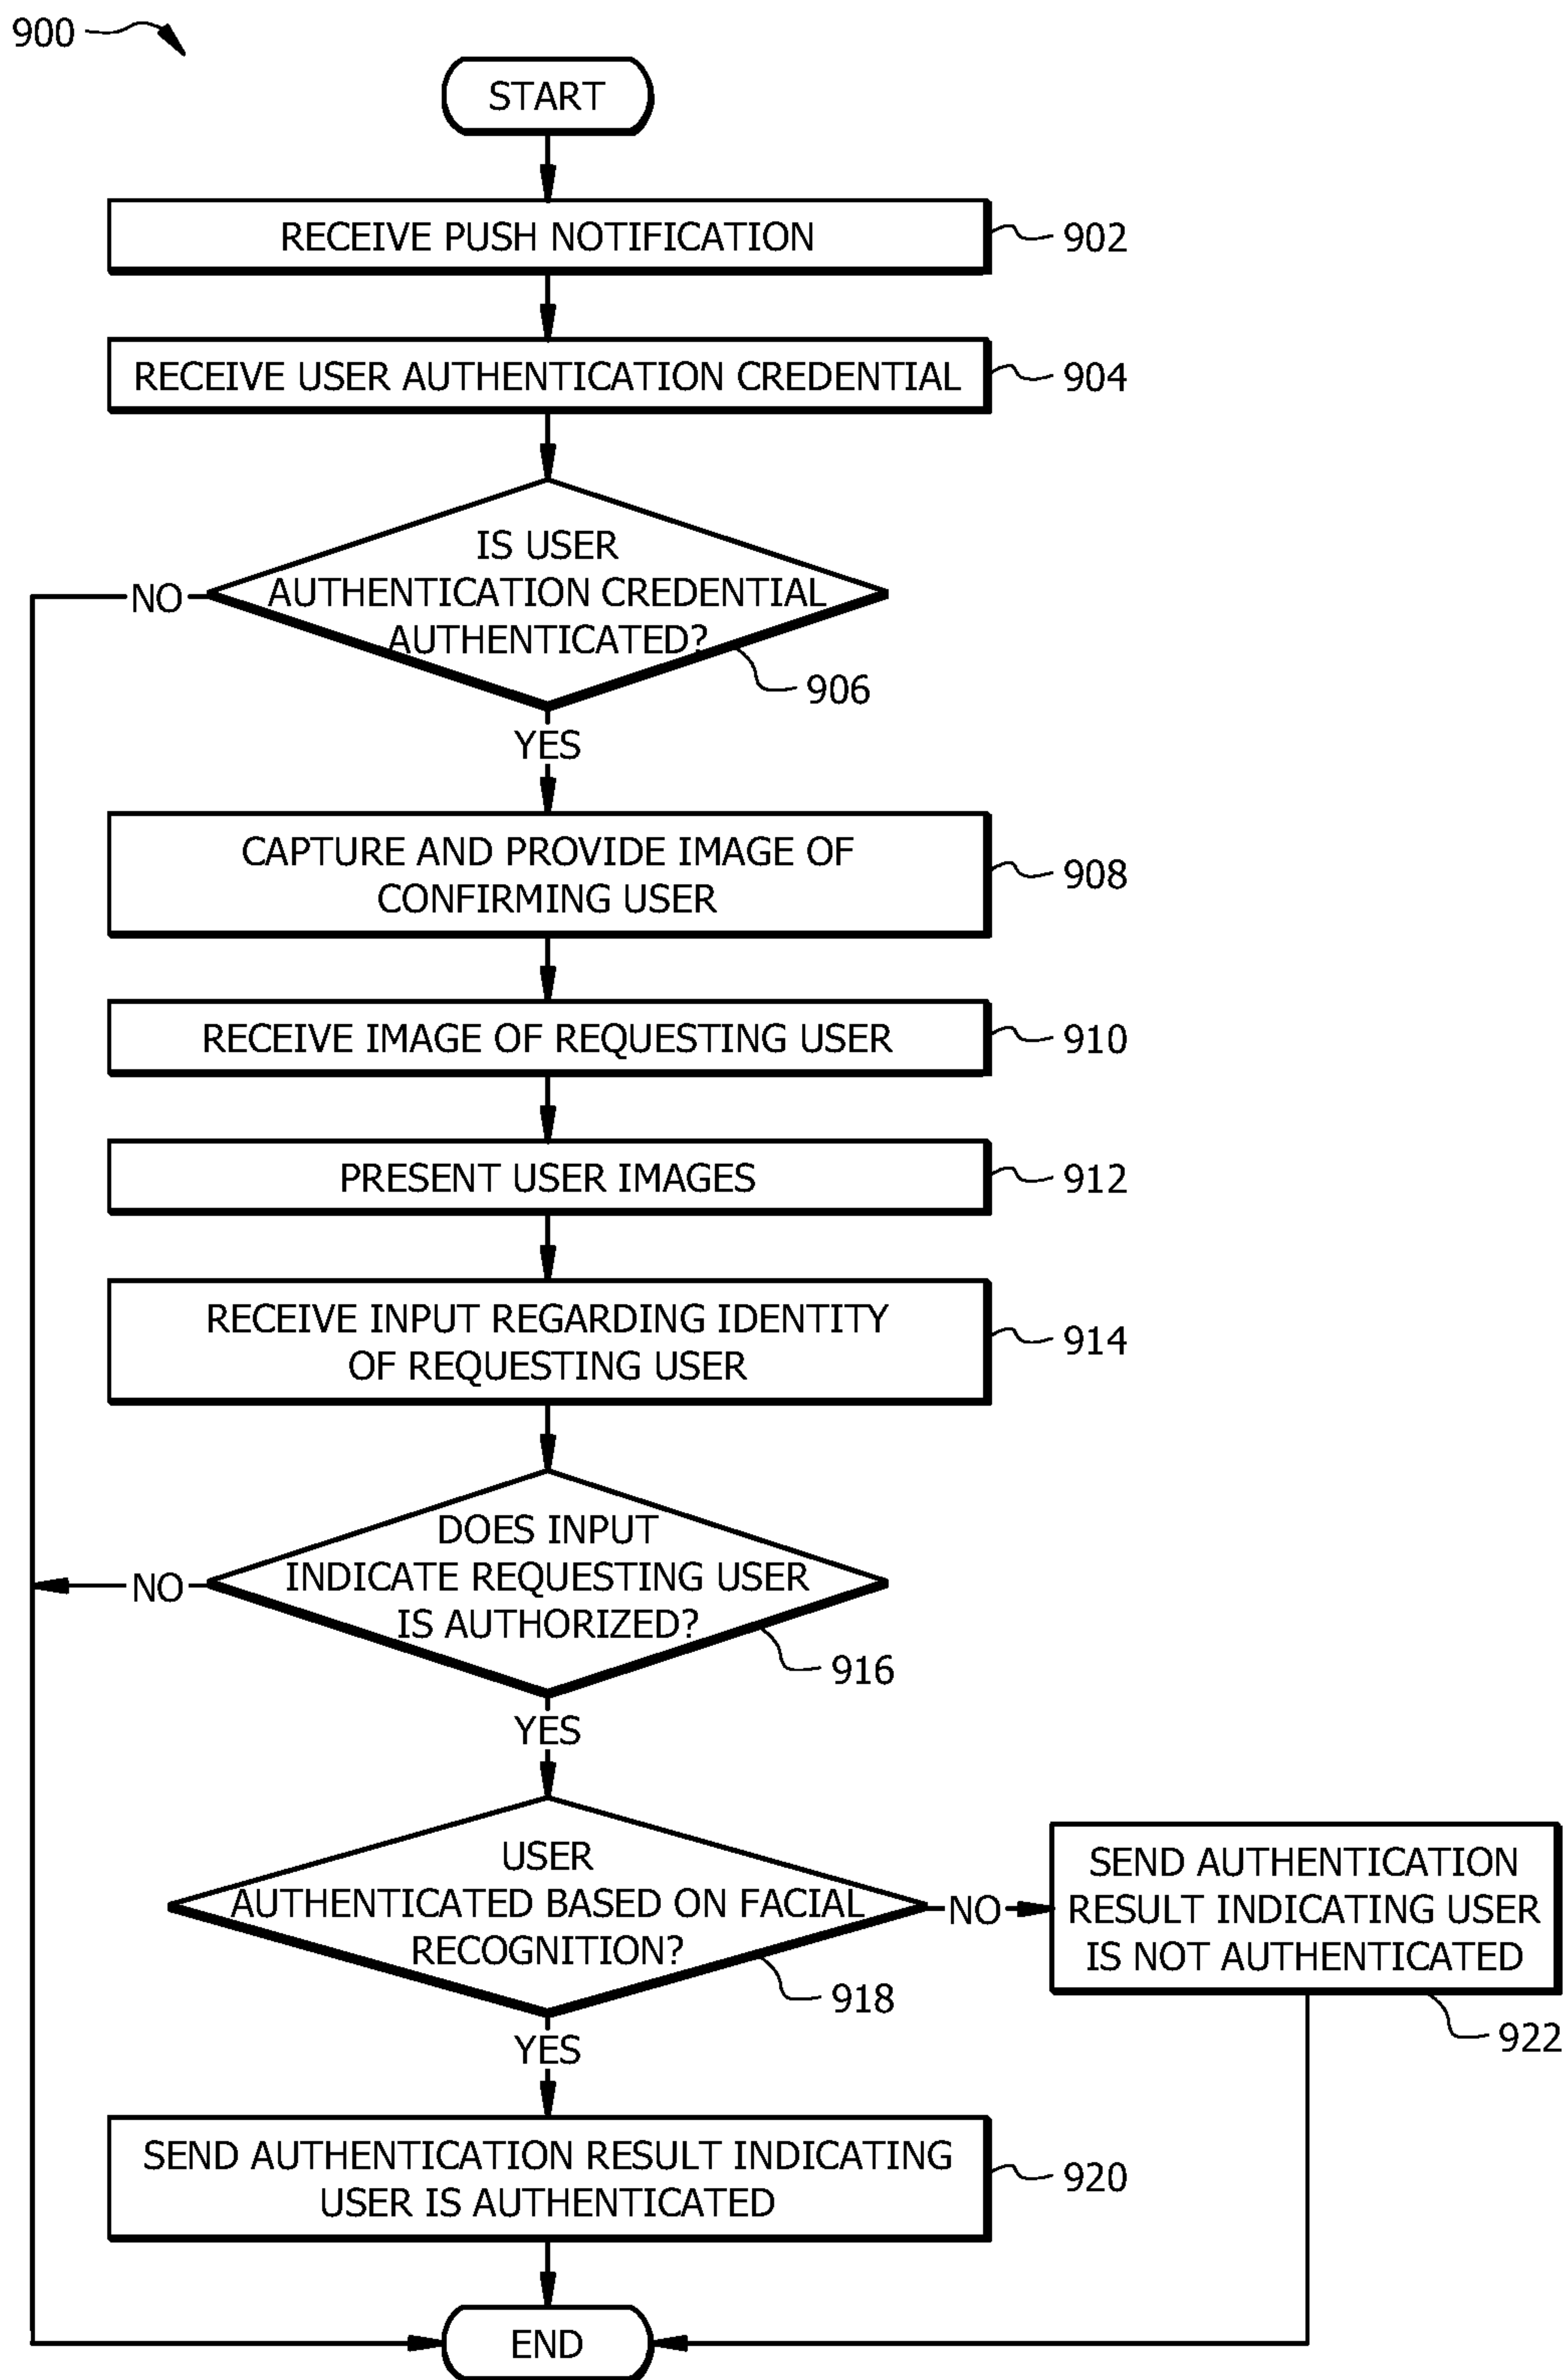 900
START
RECEIVE PUSH NOTIFICATION
902
RECEIVE USER AUTHENTICATION CREDENTIAL
904
IS USER
AUTHENTICATION CREDENTIAL
AUTHENTICATED?
NO
906
YES
CAPTURE AND PROVIDE IMAGE OF
CONFIRMING USER
908
RECEIVE IMAGE OF REQUESTING USER
910
PRESENT USER IMAGES
912
RECEIVE INPUT REGARDING IDENTITY
OF REQUESTING USER
914
DOES INPUT
INDICATE REQUESTING USER
IS AUTHORIZED?
NO
916
YES
USER
AUTHENTICATED BASED ON FACIAL
RECOGNITION?
NO
918
SEND AUTHENTICATION
RESULT INDICATING USER
IS NOT AUTHENTICATED
922
YES
SEND AUTHENTICATION RESULT INDICATING
USER IS AUTHENTICATED
920
END